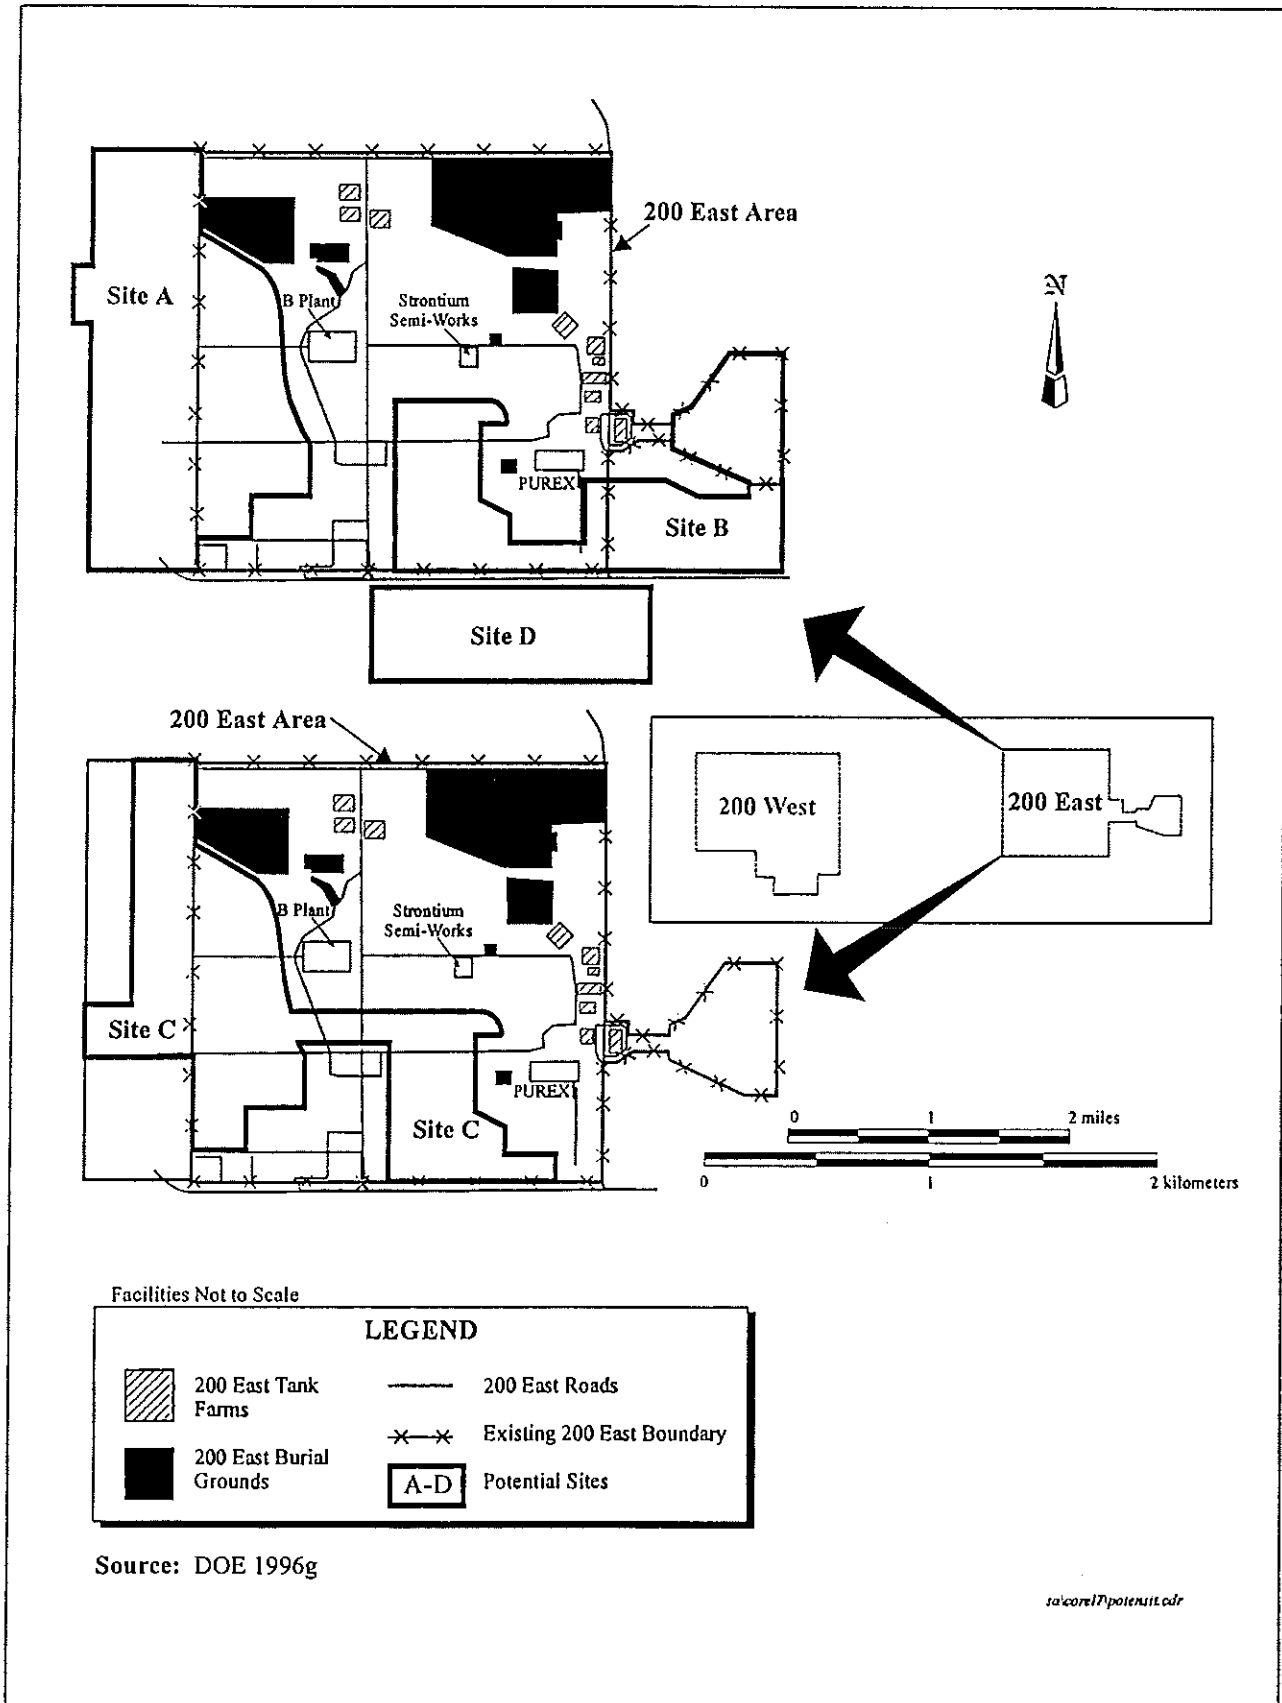 200 East Area
N
Site A
B Plant
Strontium
Semi-Works
PUREX
Site B
Site D
200 East Area
200 West
200 East
B Plant
Strontium
Semi-Works
Site C
PUREX
Site C
0 1 2 miles
0 1 2 kilometers
Facilities Not to Scale
LEGEND
200 East Tank
Farms
200 East Roads
Existing 200 East Boundary
200 East Burial
Grounds
A-D
Potential Sites
Source: DOE 1996g